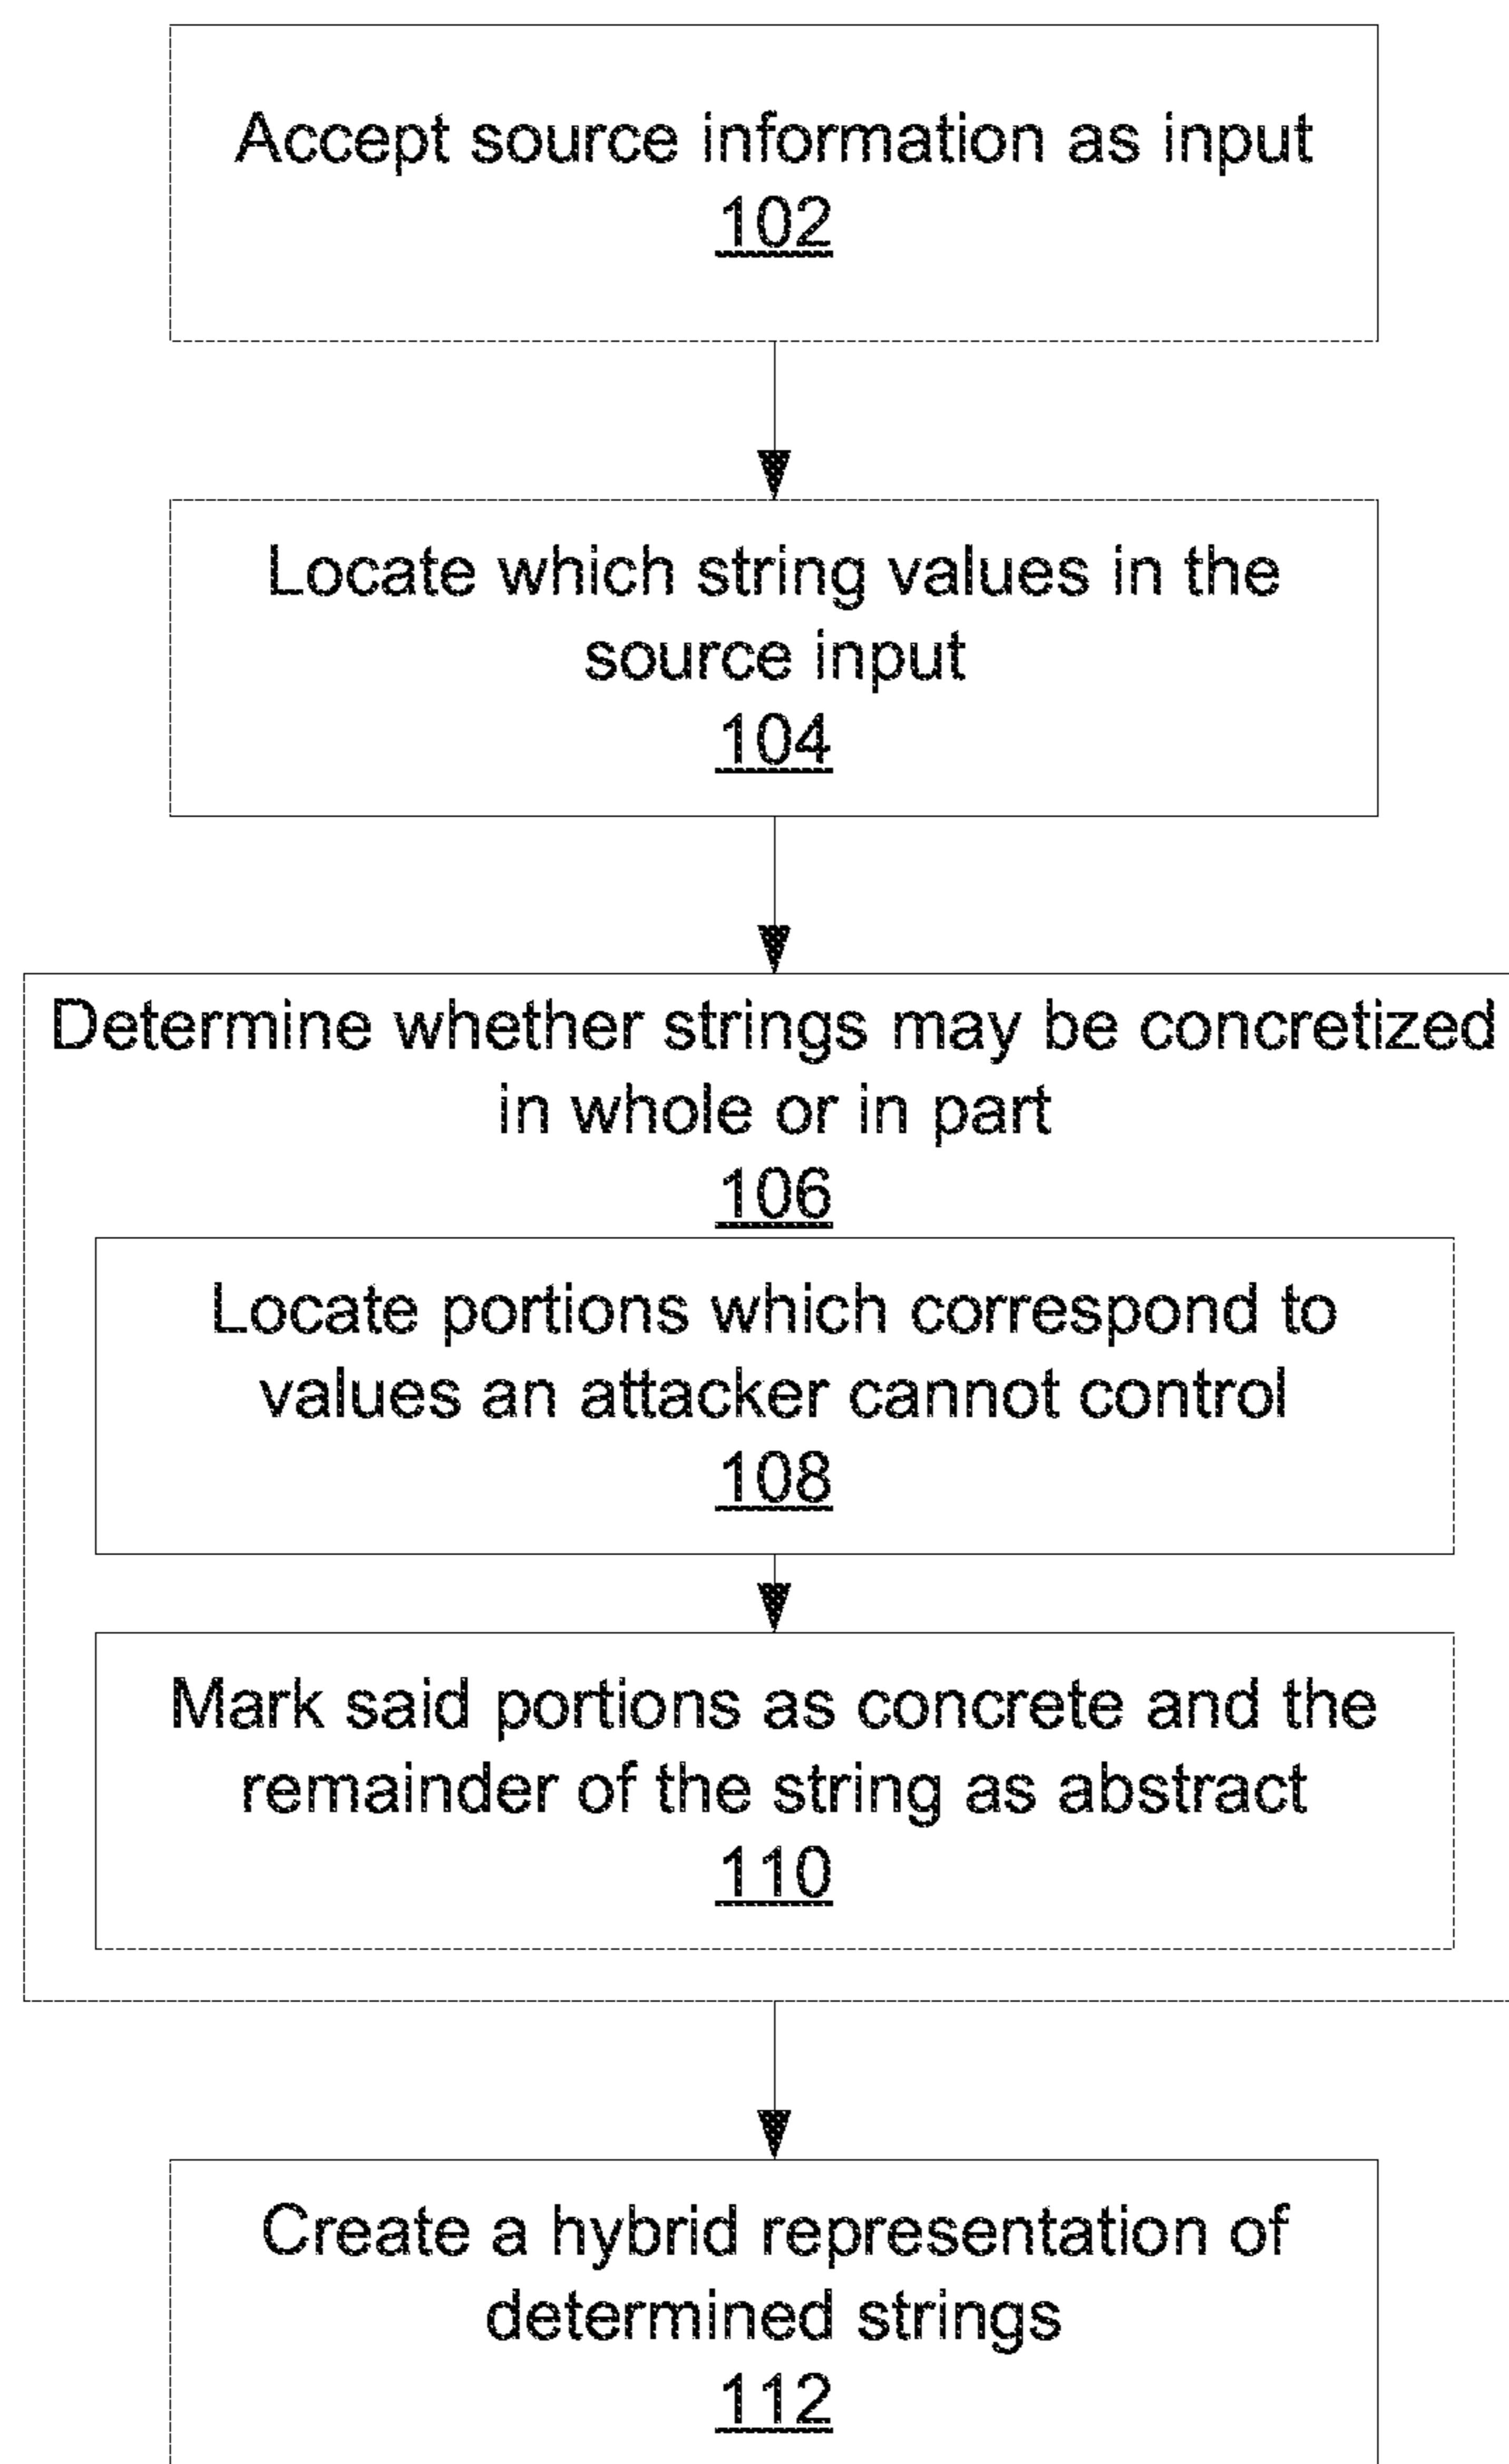 Accept source information as input
102
Locate which string values in the
source input
104
Determine whether strings may be concretized
in whole or in part
106
Locate portions which correspond to
values an attacker cannot control
108
Mark said portions as concrete and the
remainder of the string as abstract
110
Create a hybrid representation of
determined strings
112